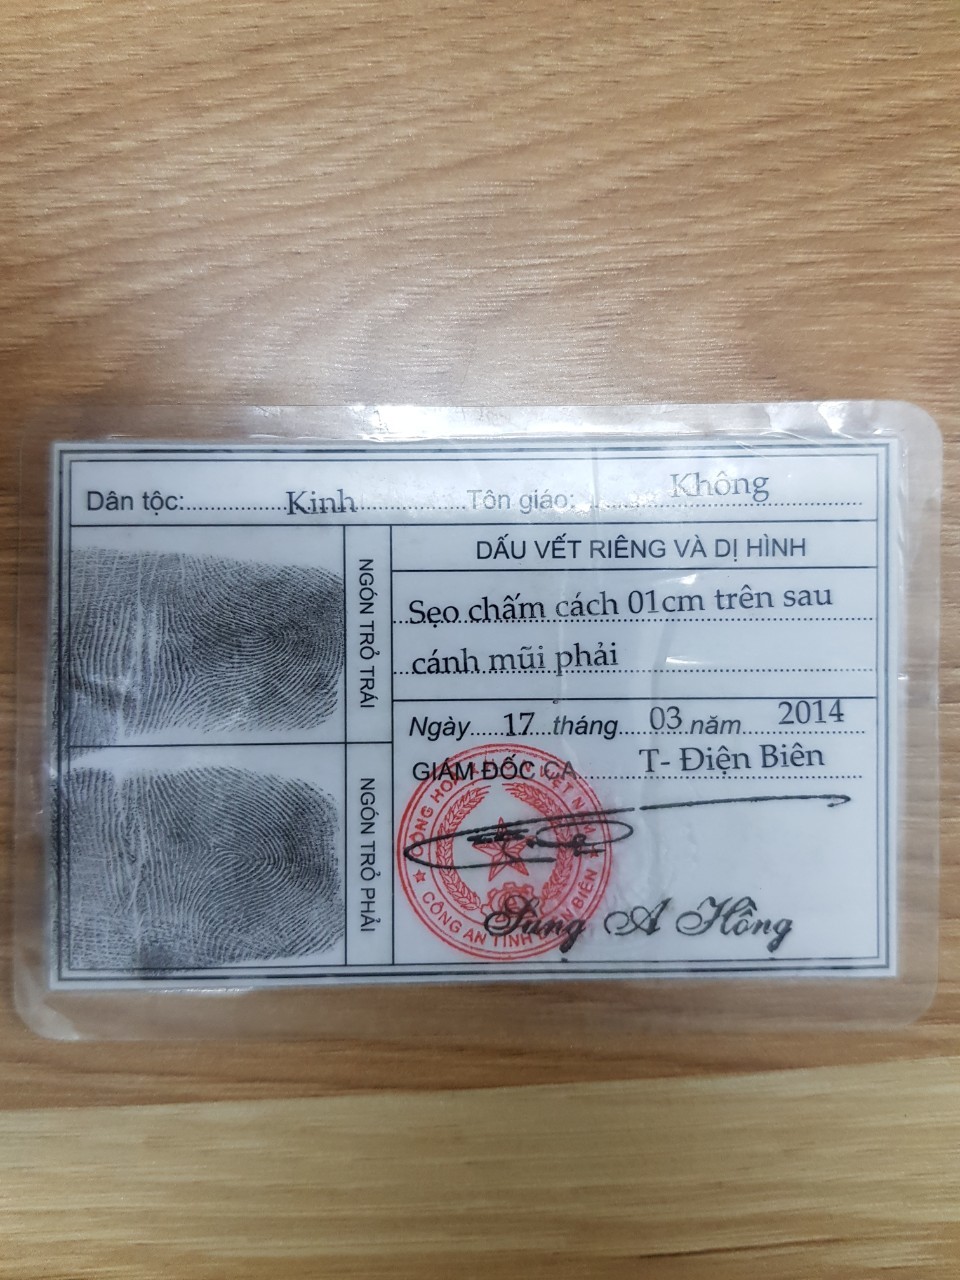 Dân tộc: Kinh Tôn giáo: Không
NGÓN TRỎ TRÁI
DẤU VẾT RIÊNG VÀ DỊ HÌNH
Sẹo chấm cách 01cm trên sau
cánh mũi phải
Ngày 17 tháng 03 năm 2014
GIÁM ĐỐC CA T- Điện Biên
NGÓN TRỎ PHẢI
CÔNG AN TỈNH ĐIỆN BIÊN
Sùng A Hồng